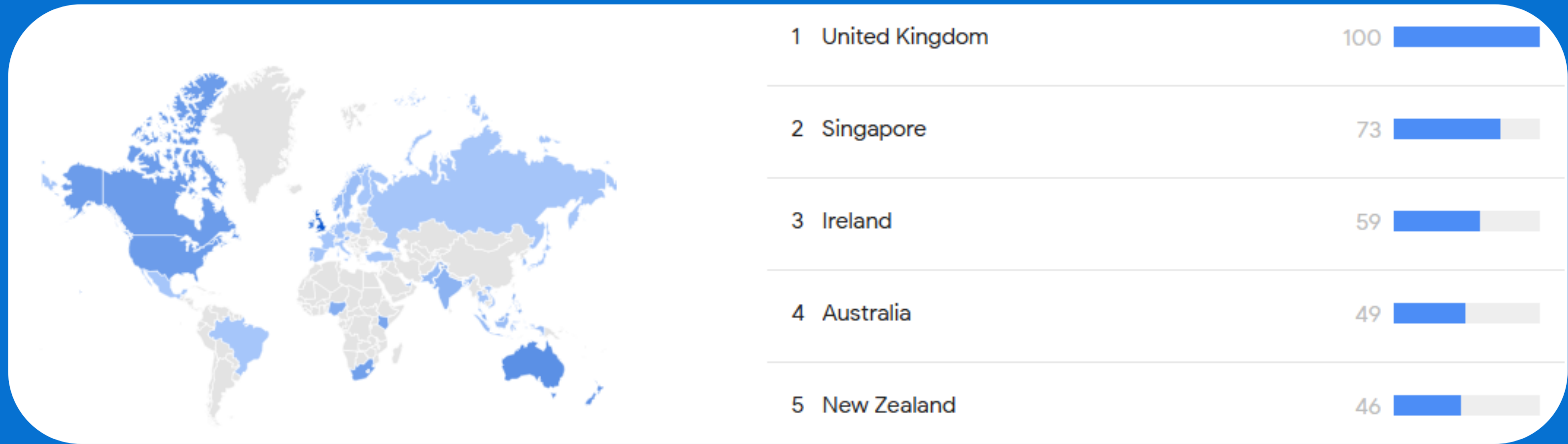 1 United Kingdom 100
2 Singapore 73
3 Ireland 59
4 Australia 49
5 New Zealand 46